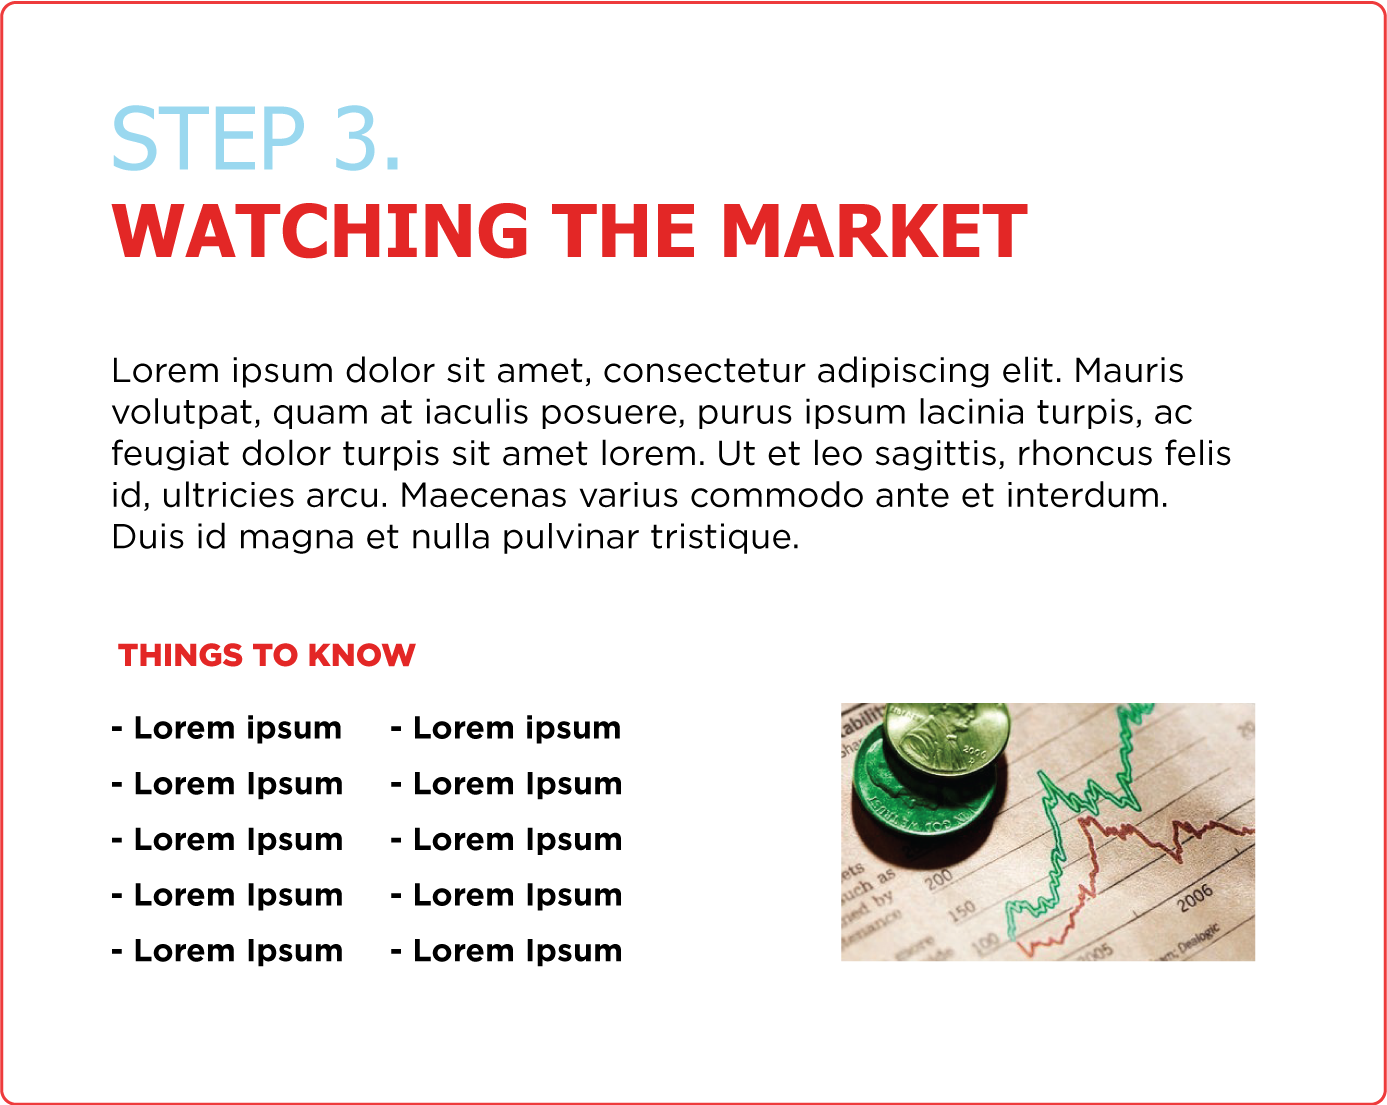 STEP 3.
WATCHING THE MARKET
Lorem ipsum dolor sit amet, consectetur adipiscing elit. Mauris
volutpat, quam at iaculis posuere, purus ipsum lacinia turpis, ac
feugiat dolor turpis sit amet lorem. Ut et leo sagittis, rhoncus felis
id, ultricies arcu. Maecenas varius commodo ante et interdum.
Duis id magna et nulla pulvinar tristique.
THINGS TO KNOW
- Lorem ipsum
- Lorem Ipsum
- Lorem Ipsum
- Lorem Ipsum
- Lorem Ipsum
- Lorem ipsum
- Lorem Ipsum
- Lorem Ipsum
- Lorem Ipsum
- Lorem Ipsum
2006
200
150
100
2006
Dealogic